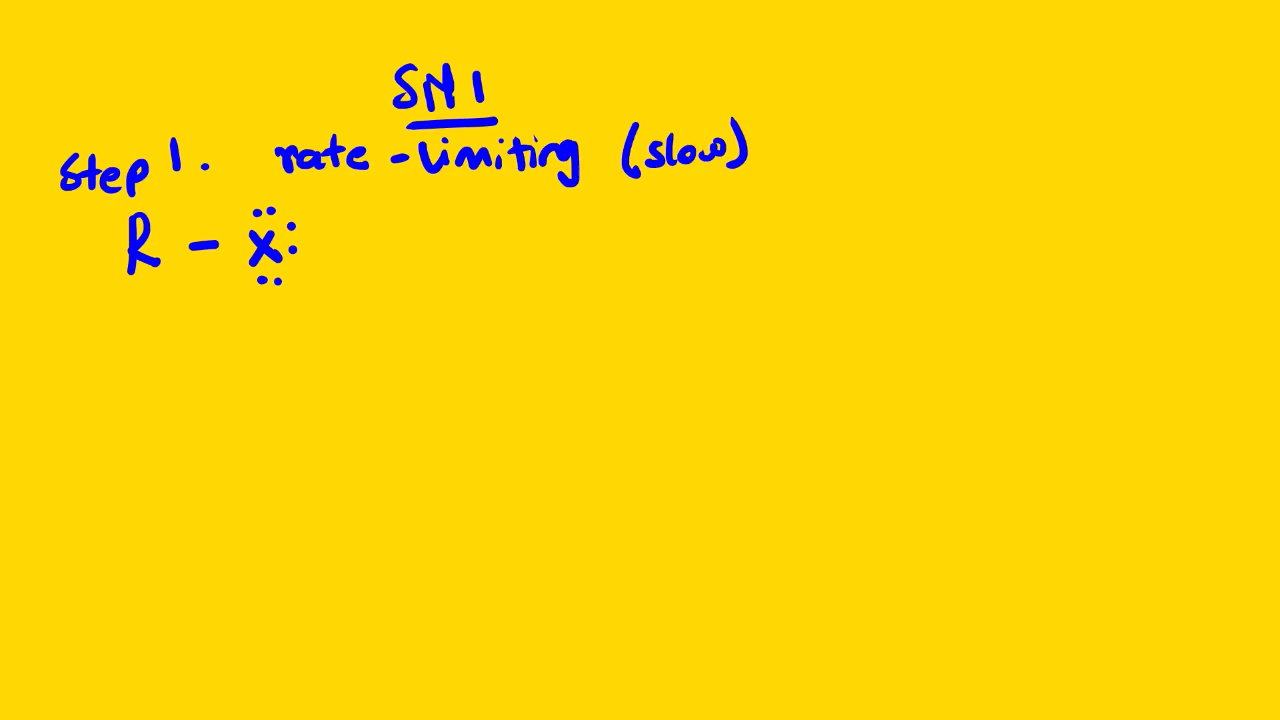 SN1
Step 1. rate-limiting (slow)
R - Ẍ: